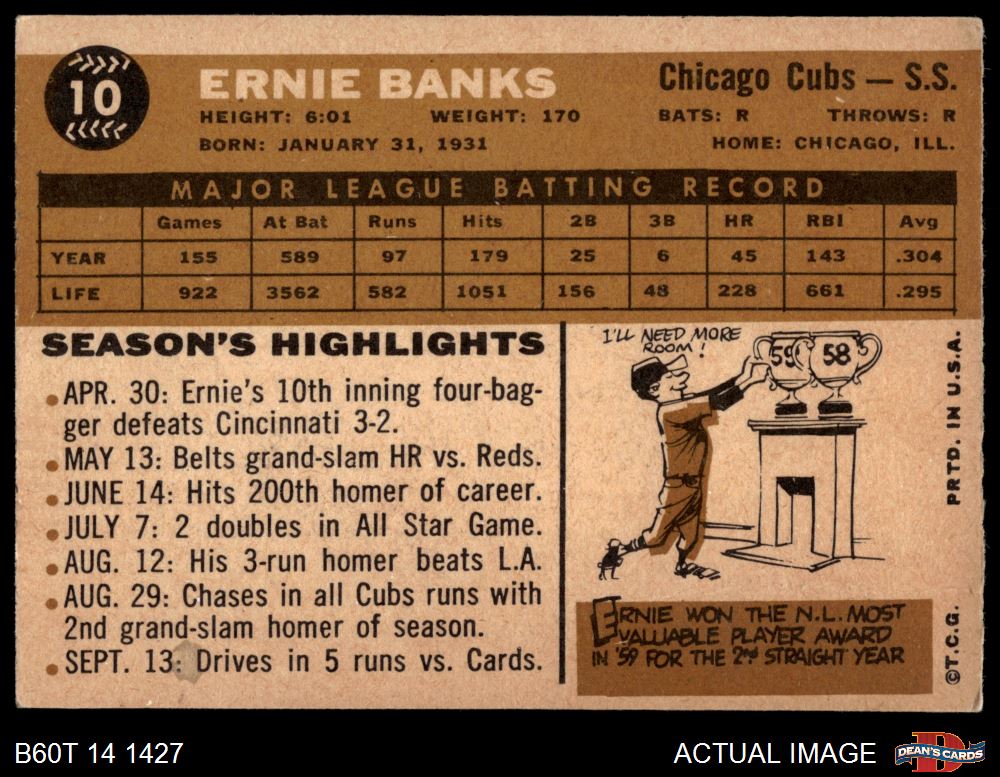 10
ERNIE BANKS
Chicago Cubs — S.S.
HEIGHT: 6:01 WEIGHT: 170 BATS: R THROWS: R
BORN: JANUARY 31, 1931 HOME: CHICAGO, ILL.
MAJOR LEAGUE BATTING RECORD
Games At Bat Runs Hits 2B 3B HR RBI Avg
YEAR 155 589 97 179 25 6 45 143 .304
LIFE 922 3562 582 1051 156 48 228 661 .295
SEASON'S HIGHLIGHTS
• APR. 30: Ernie's 10th inning four-bag-
ger defeats Cincinnati 3-2.
• MAY 13: Belts grand-slam HR vs. Reds.
• JUNE 14: Hits 200th homer of career.
• JULY 7: 2 doubles in All Star Game.
• AUG. 12: His 3-run homer beats L.A.
• AUG. 29: Chases in all Cubs runs with
2nd grand-slam homer of season.
• SEPT. 13: Drives in 5 runs vs. Cards.
I'LL NEED MORE
ROOM!
59 58
ERNIE WON THE N.L. MOST
VALUABLE PLAYER AWARD
IN '59 FOR THE 2nd STRAIGHT YEAR
©T.C.G. PRTD. IN U.S.A.
B60T 14 1427
ACTUAL IMAGE
D
DEAN'S CARDS